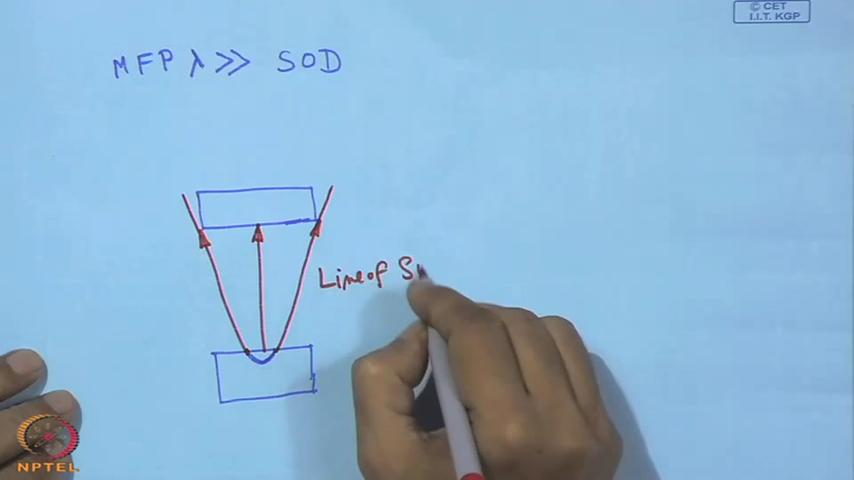 © CET
I.I.T. KGP
MFP λ >> SOD
Line of S
NPTEL